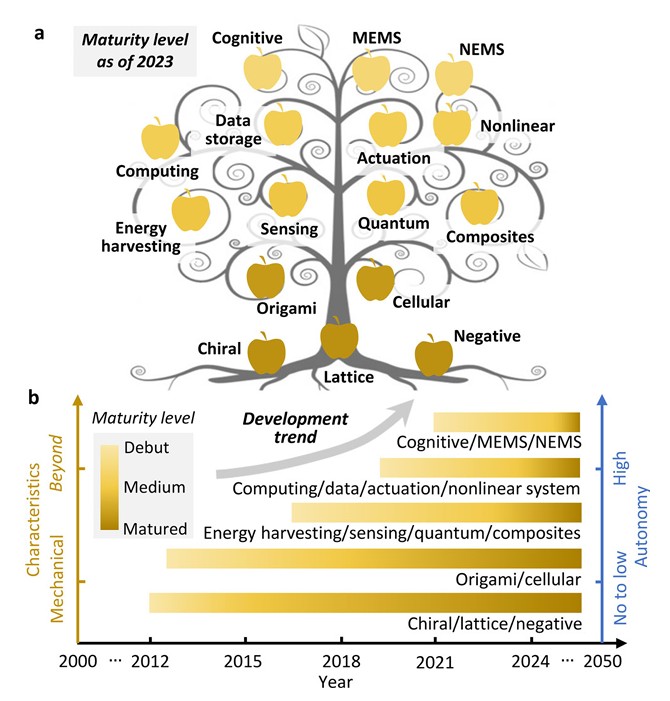 a
Maturity level
as of 2023
Cognitive
MEMS
NEMS
Data
storage
Nonlinear
Computing
Actuation
Energy
harvesting
Sensing
Quantum
Composites
Origami
Cellular
Chiral
Lattice
Negative
b
Maturity level
Debut
Medium
Matured
Development
trend
Characteristics
Beyond
Mechanical
Cognitive/MEMS/NEMS
Computing/data/actuation/nonlinear system
Energy harvesting/sensing/quantum/composites
Origami/cellular
Chiral/lattice/negative
High
No to low
Autonomy
2000 ··· 2012 2015 2018 2021 2024 ··· 2050
Year